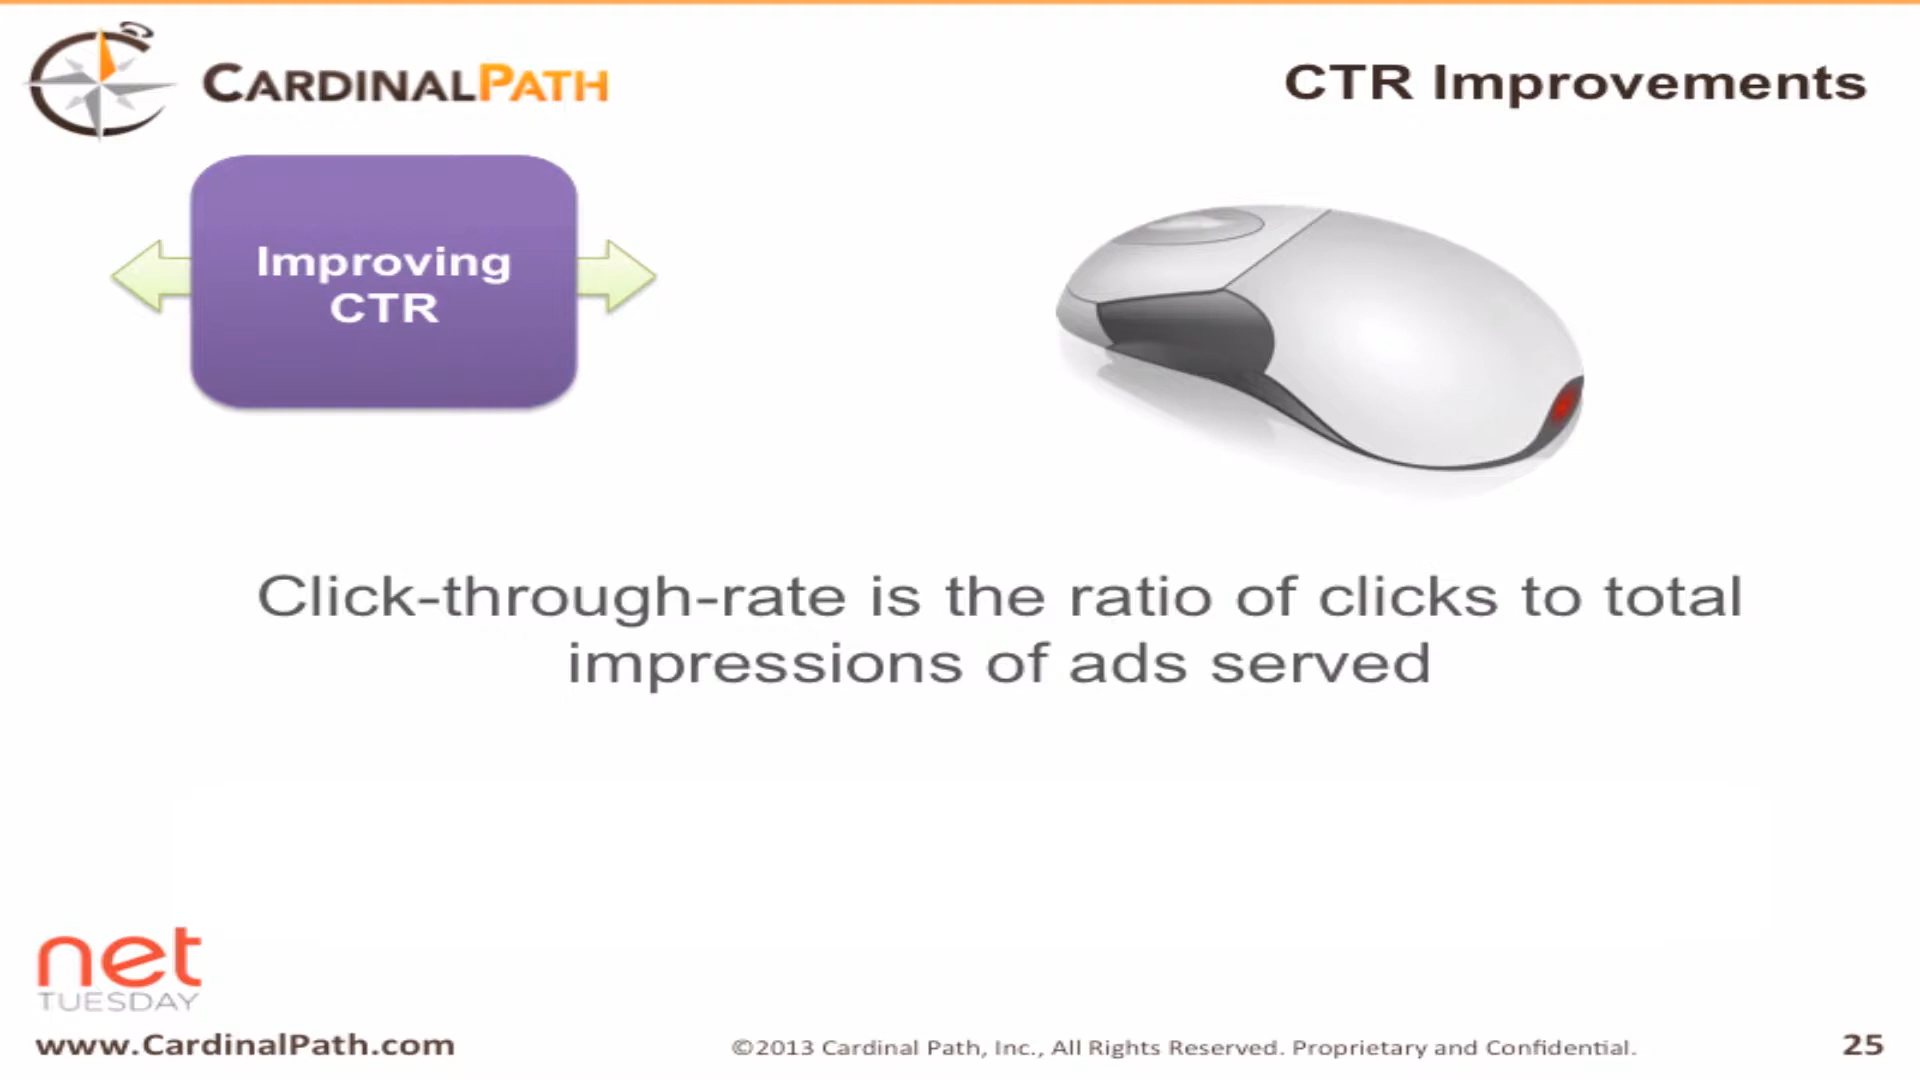 CARDINALPATH
CTR Improvements
Improving
CTR
Click-through-rate is the ratio of clicks to total
impressions of ads served
net
TUESDAY
www.CardinalPath.com
©2013 Cardinal Path, Inc., All Rights Reserved. Proprietary and Confidential.
25